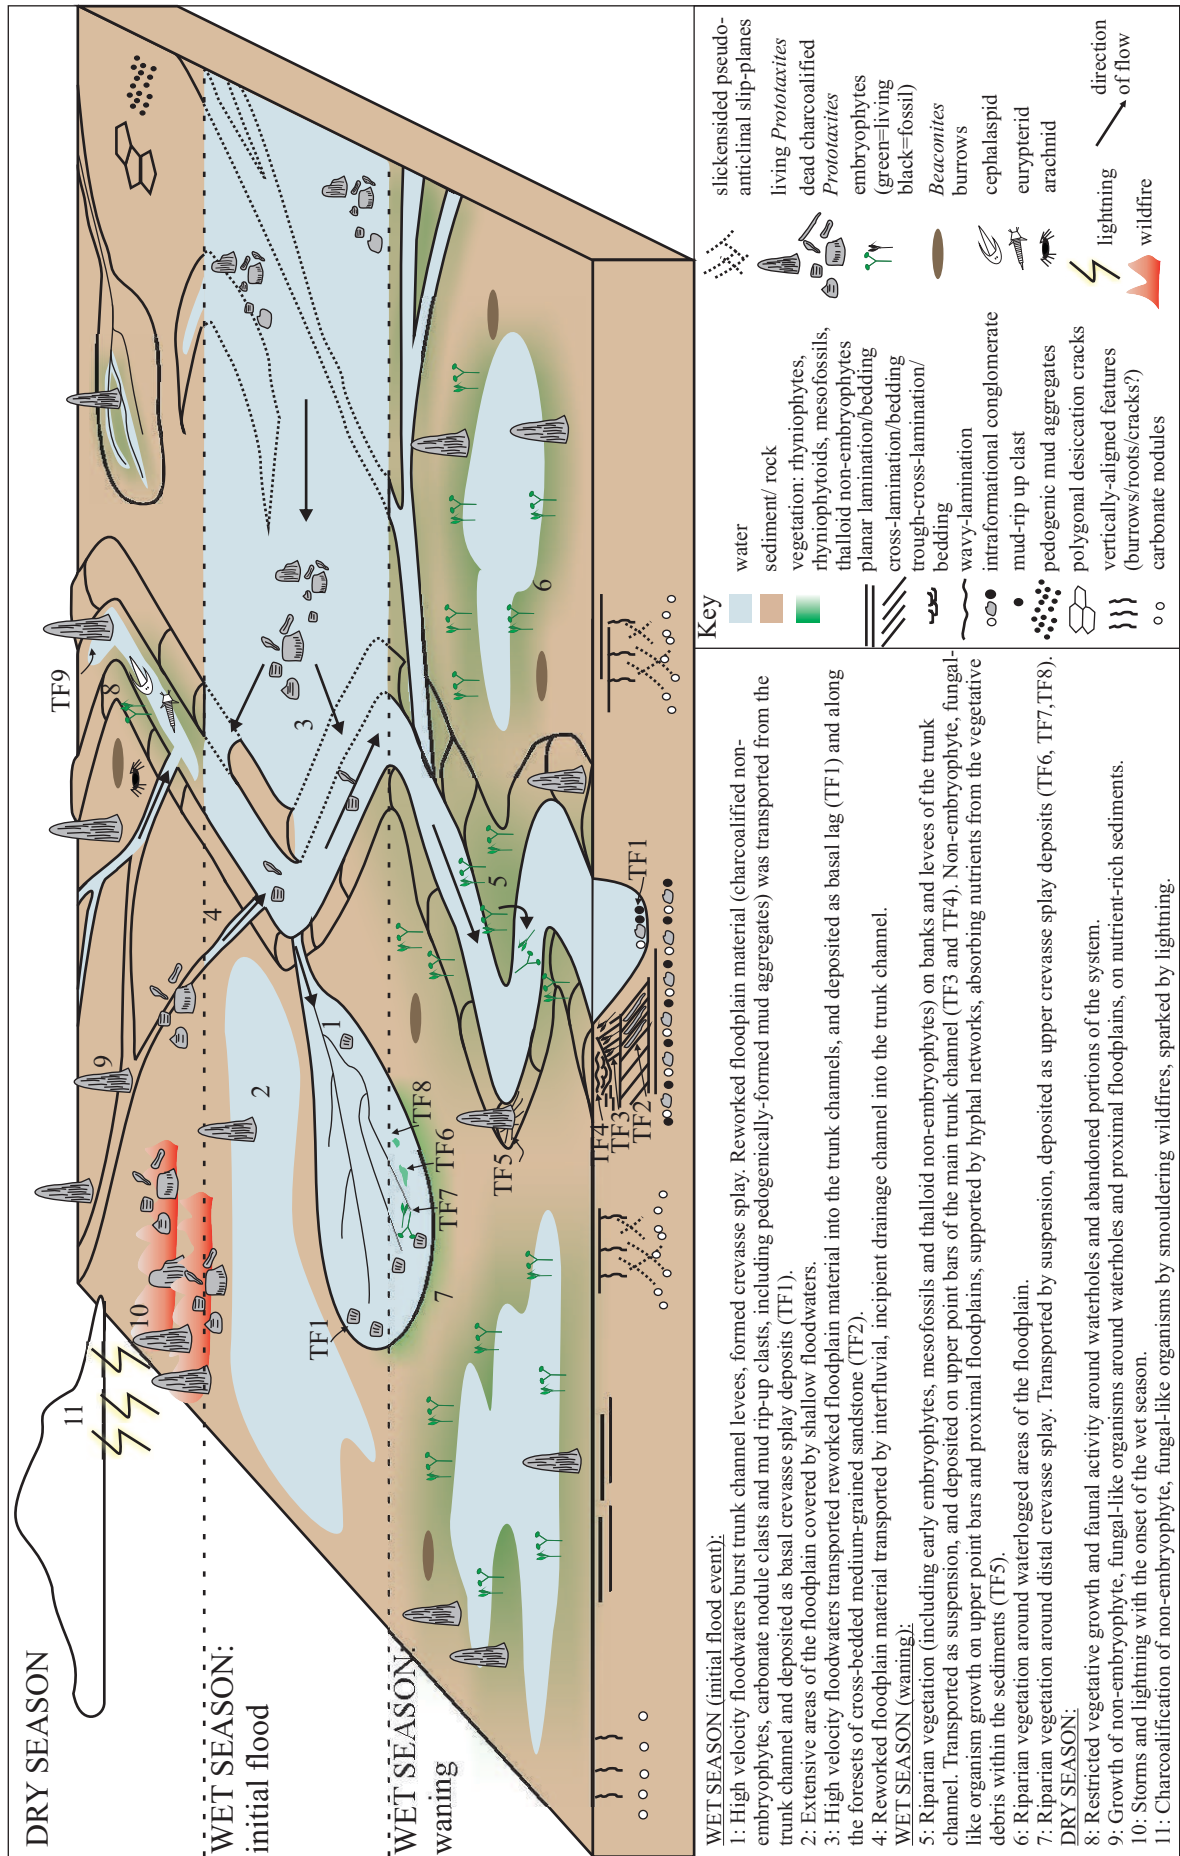 DRY SEASON
WET SEASON:
initial flood
WET SEASON:
waning
11
10
9
4
TF9
8
2
3
1
TF1
TF8
TF6
TF7
7
5
6
TF5
TF4
TF3
TF2
TF1
WET SEASON (initial flood event):
1: High velocity floodwaters burst trunk channel levees, formed crevasse splay. Reworked floodplain material (charcoalified non-
embryophytes, carbonate nodule clasts and mud rip-up clasts, including pedogenically-formed mud aggregates) was transported from the
trunk channel and deposited as basal crevasse splay deposits (TF1).
2: Extensive areas of the floodplain covered by shallow floodwaters.
3: High velocity floodwaters transported reworked floodplain material into the trunk channels, and deposited as basal lag (TF1) and along
the foresets of cross-bedded medium-grained sandstone (TF2).
4: Reworked floodplain material transported by interfluvial, incipient drainage channel into the trunk channel.
WET SEASON (waning):
5: Riparian vegetation (including early embryophytes, mesofossils and thalloid non-embryophytes) on banks and levees of the trunk
channel. Transported as suspension, and deposited on upper point bars of the main trunk channel (TF3 and TF4). Non-embryophyte, fungal-
like organism growth on upper point bars and proximal floodplains, supported by hyphal networks, absorbing nutrients from the vegetative
debris within the sediments (TF5).
6: Riparian vegetation around waterlogged areas of the floodplain.
7: Riparian vegetation around distal crevasse splay. Transported by suspension, deposited as upper crevasse splay deposits (TF6, TF7,TF8).
DRY SEASON:
8: Restricted vegetative growth and faunal activity around waterholes and abandoned portions of the system.
9: Growth of non-embryophyte, fungal-like organisms around waterholes and proximal floodplains, on nutrient-rich sediments.
10: Storms and lightning with the onset of the wet season.
11: Charcoalification of non-embryophyte, fungal-like organisms by smouldering wildfires, sparked by lightning.
Key
water
sediment/ rock
vegetation: rhyniophytes,
rhyniophytoids, mesofossils,
thalloid non-embryophytes
planar lamination/bedding
cross-lamination/bedding
trough-cross-lamination/
bedding
wavy-lamination
intraformational conglomerate
mud-rip up clast
pedogenic mud aggregates
polygonal desiccation cracks
vertically-aligned features
(burrows/roots/cracks?)
carbonate nodules
slickensided pseudo-
anticlinal slip-planes
living Prototaxites
dead charcoalified
Prototaxites
embryophytes
(green=living
black=fossil)
Beaconites
burrows
cephalaspid
eurypterid
arachnid
lightning
wildfire
direction
of flow